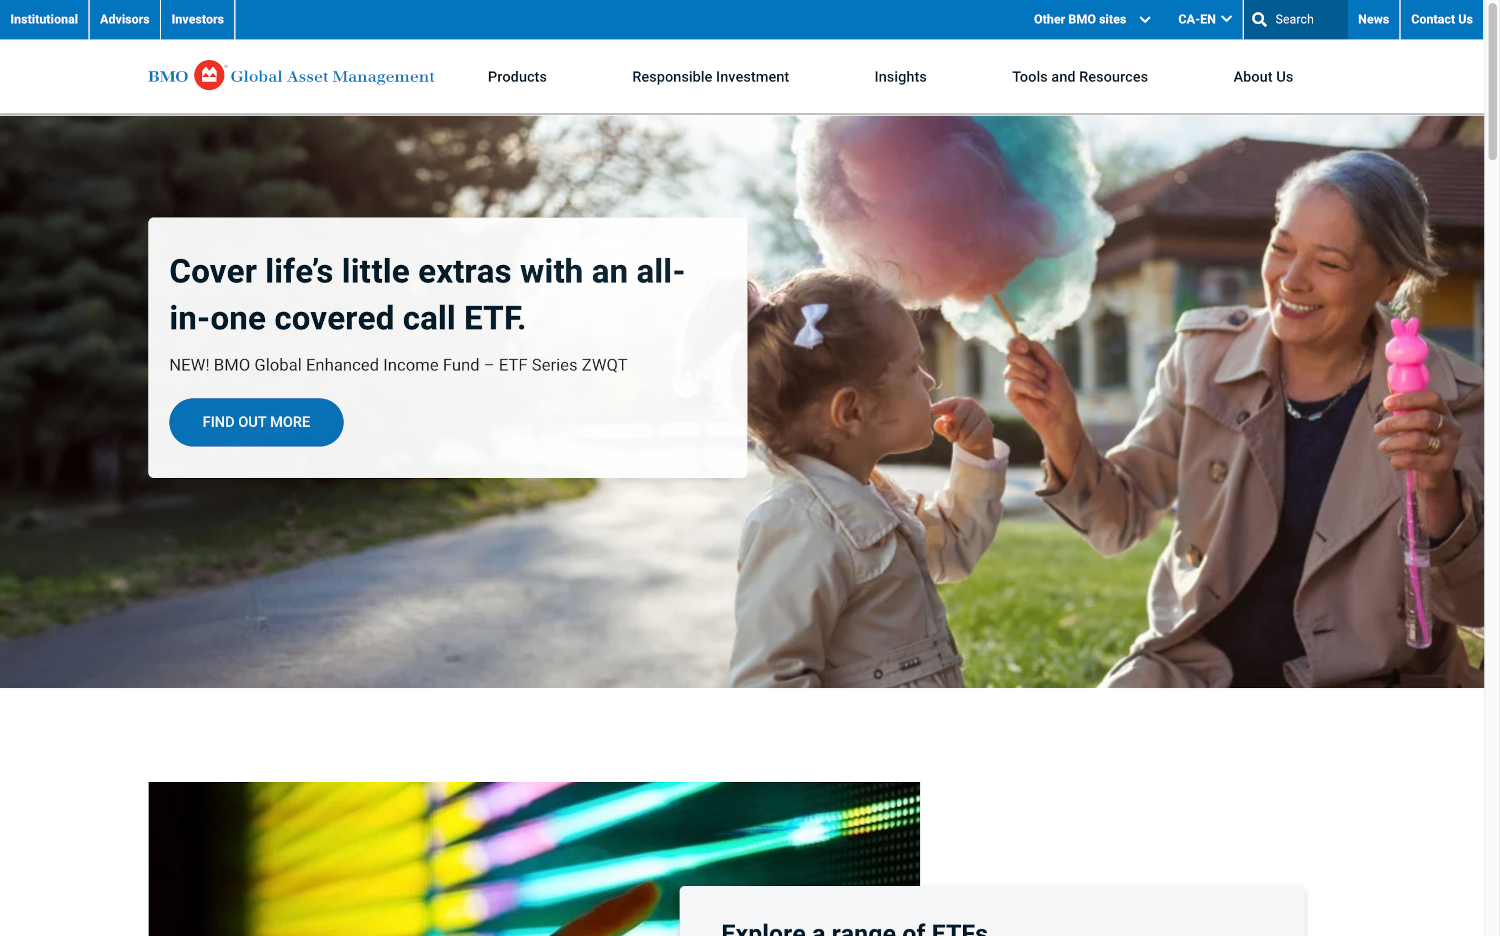 Institutional
Advisors
Investors
Other BMO sites
CA-EN
Search
News
Contact Us
BMO Global Asset Management
Products
Responsible Investment
Insights
Tools and Resources
About Us
Cover life’s little extras with an all-
in-one covered call ETF.
NEW! BMO Global Enhanced Income Fund – ETF Series ZWQT
FIND OUT MORE
Explore a range of ETFs